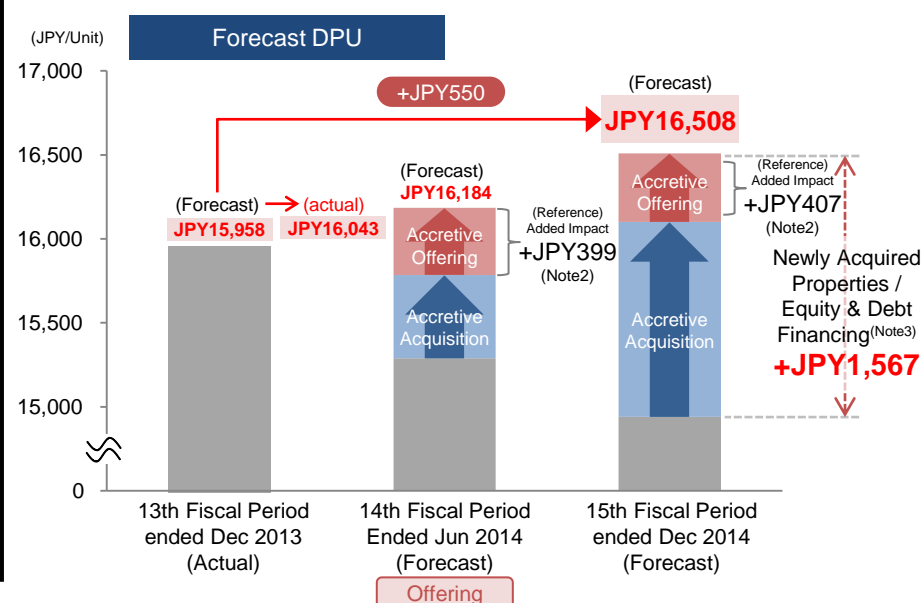 (JPY/Unit)
Forecast DPU
17,000
16,500
16,000
15,500
15,000
0
+JPY550
(Forecast) (actual)
JPY15,958 JPY16,043
(Forecast)
JPY16,184
Accretive
Offering
Accretive
Acquisition
(Reference)
Added Impact
+JPY399
(Note2)
(Forecast)
JPY16,508
Accretive
Offering
Accretive
Acquisition
(Reference)
Added Impact
+JPY407
(Note2)
Newly Acquired
Properties /
Equity & Debt
Financing(Note3)
+JPY1,567
13th Fiscal Period
ended Dec 2013
(Actual)
14th Fiscal Period
Ended Jun 2014
(Forecast)
15th Fiscal Period
ended Dec 2014
(Forecast)
Offering